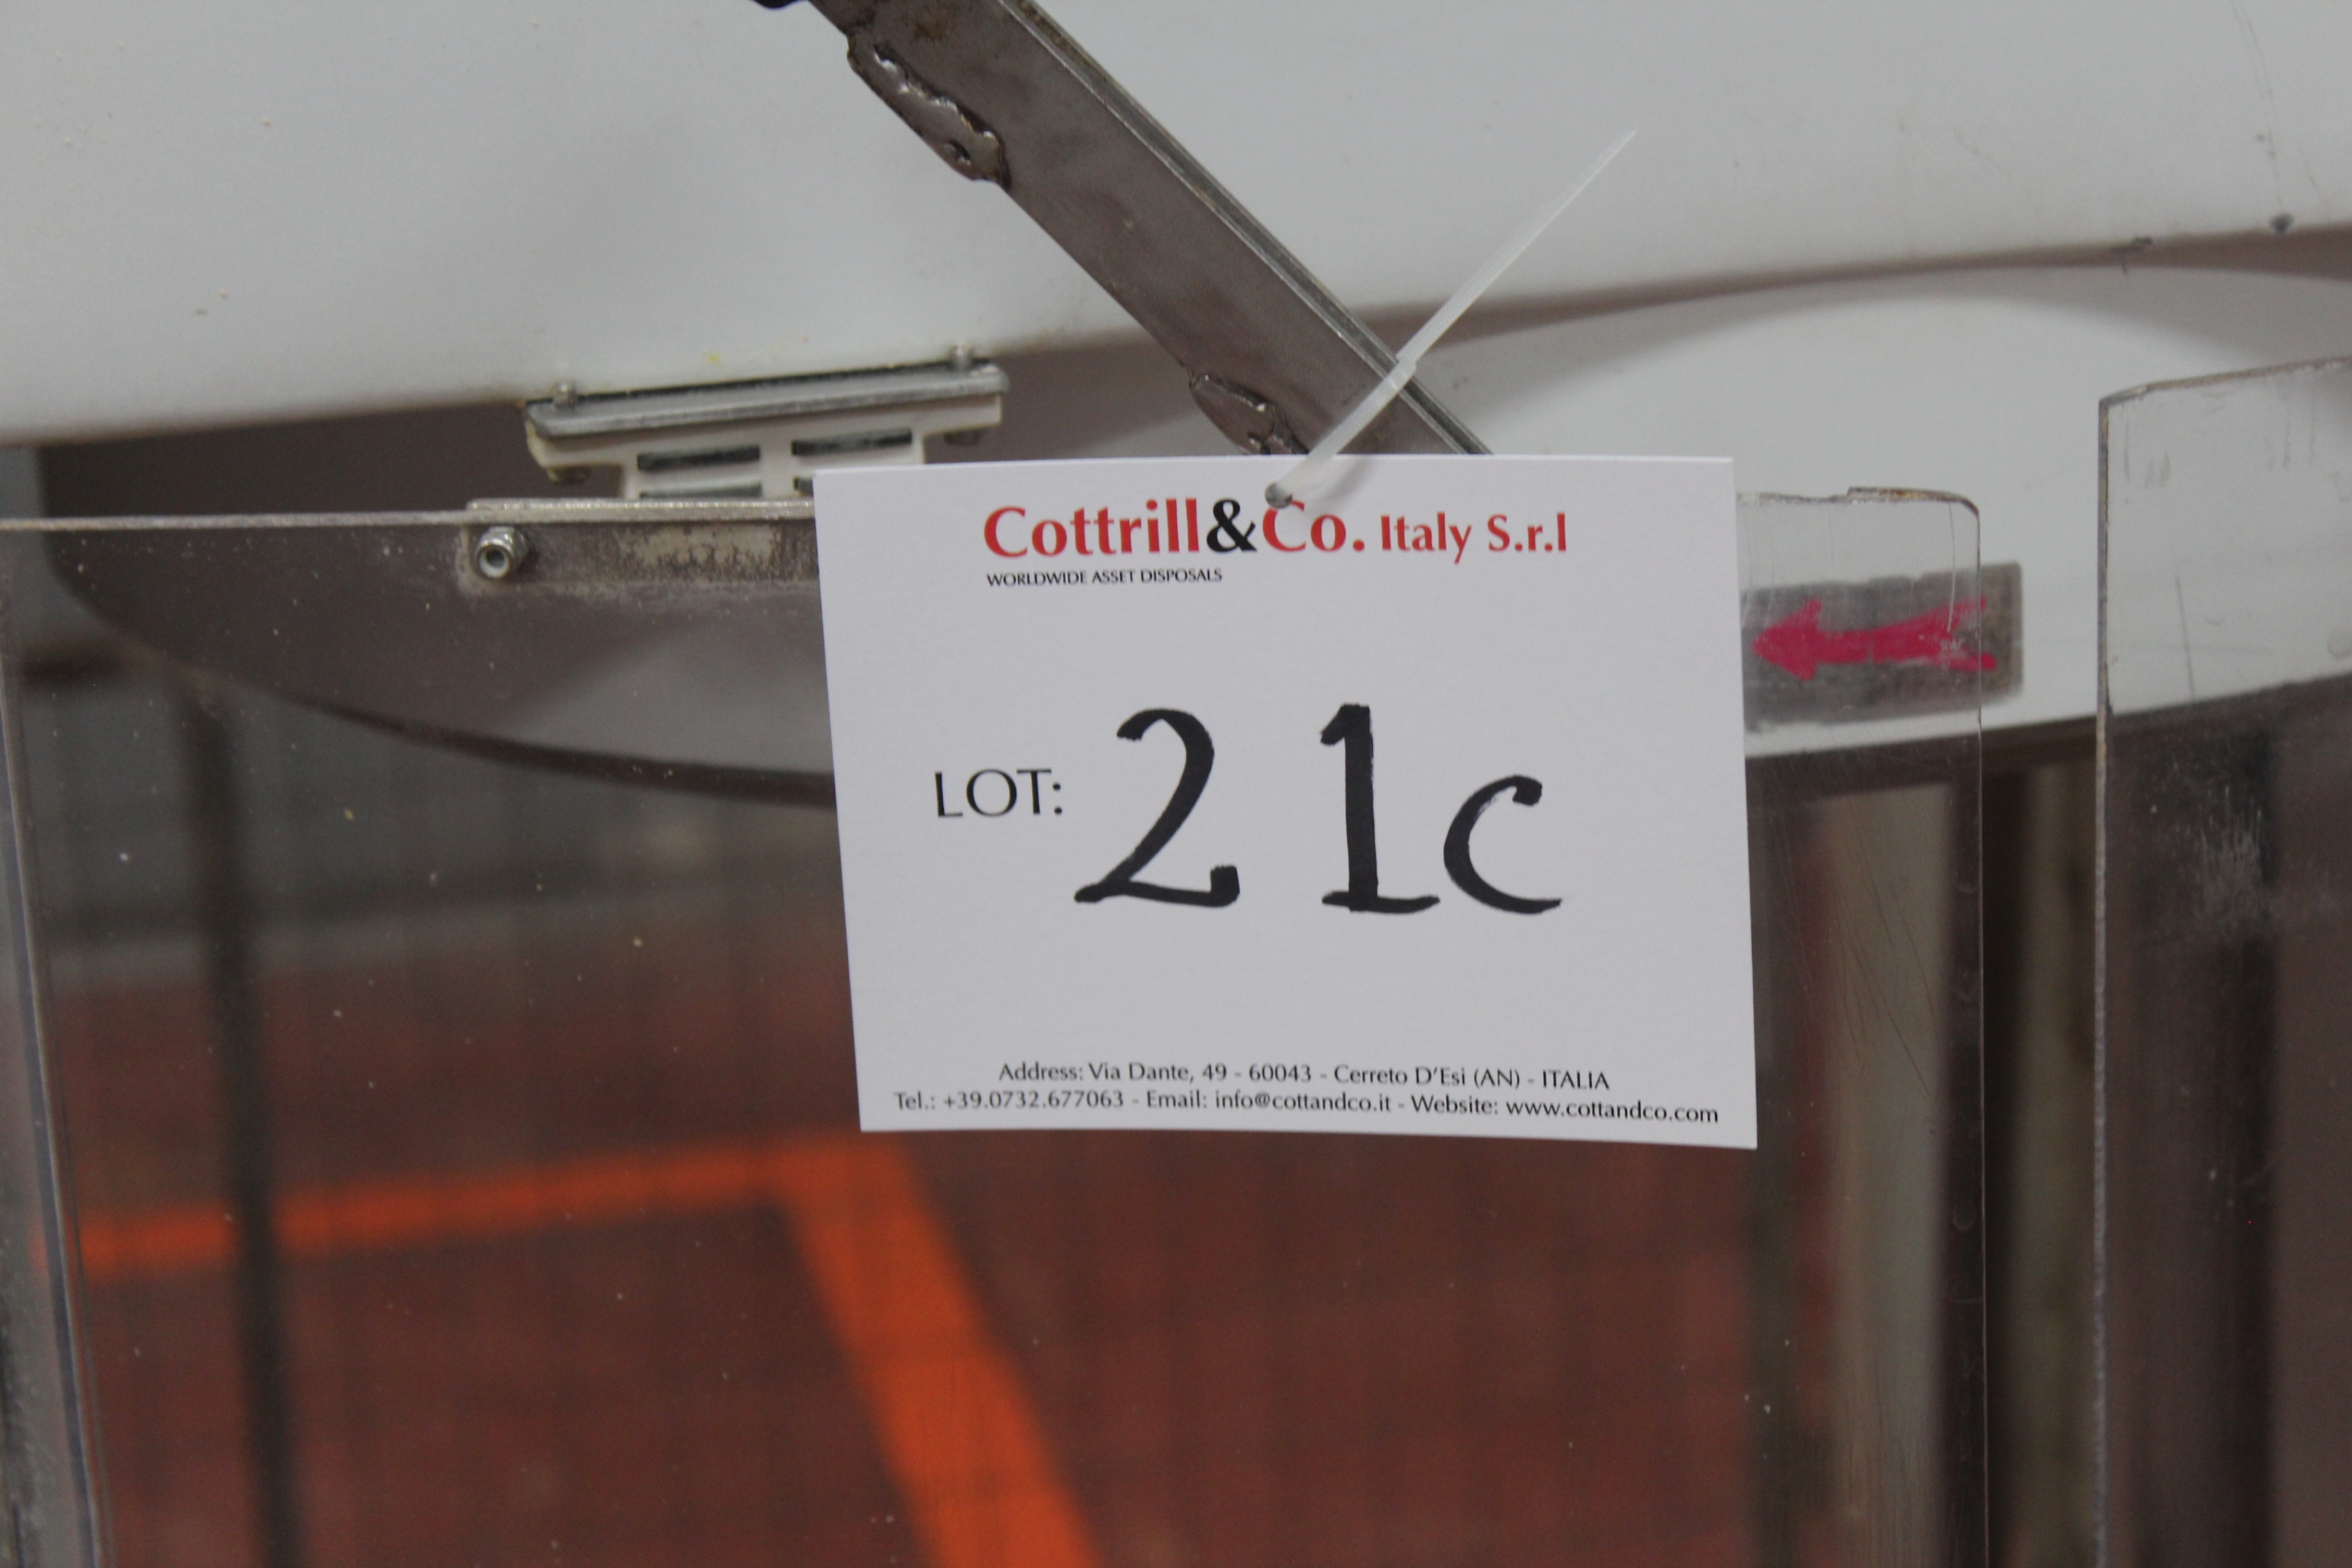 Cottrill&Co. Italy S.r.l
WORLDWIDE ASSET DISPOSALS
LOT: 21c
Address: Via Dante, 49 - 60043 - Cerreto D'Esi (AN) - ITALIA
Tel.: +39.0732.677063 - Email: info@cottandco.it - Website: www.cottandco.com